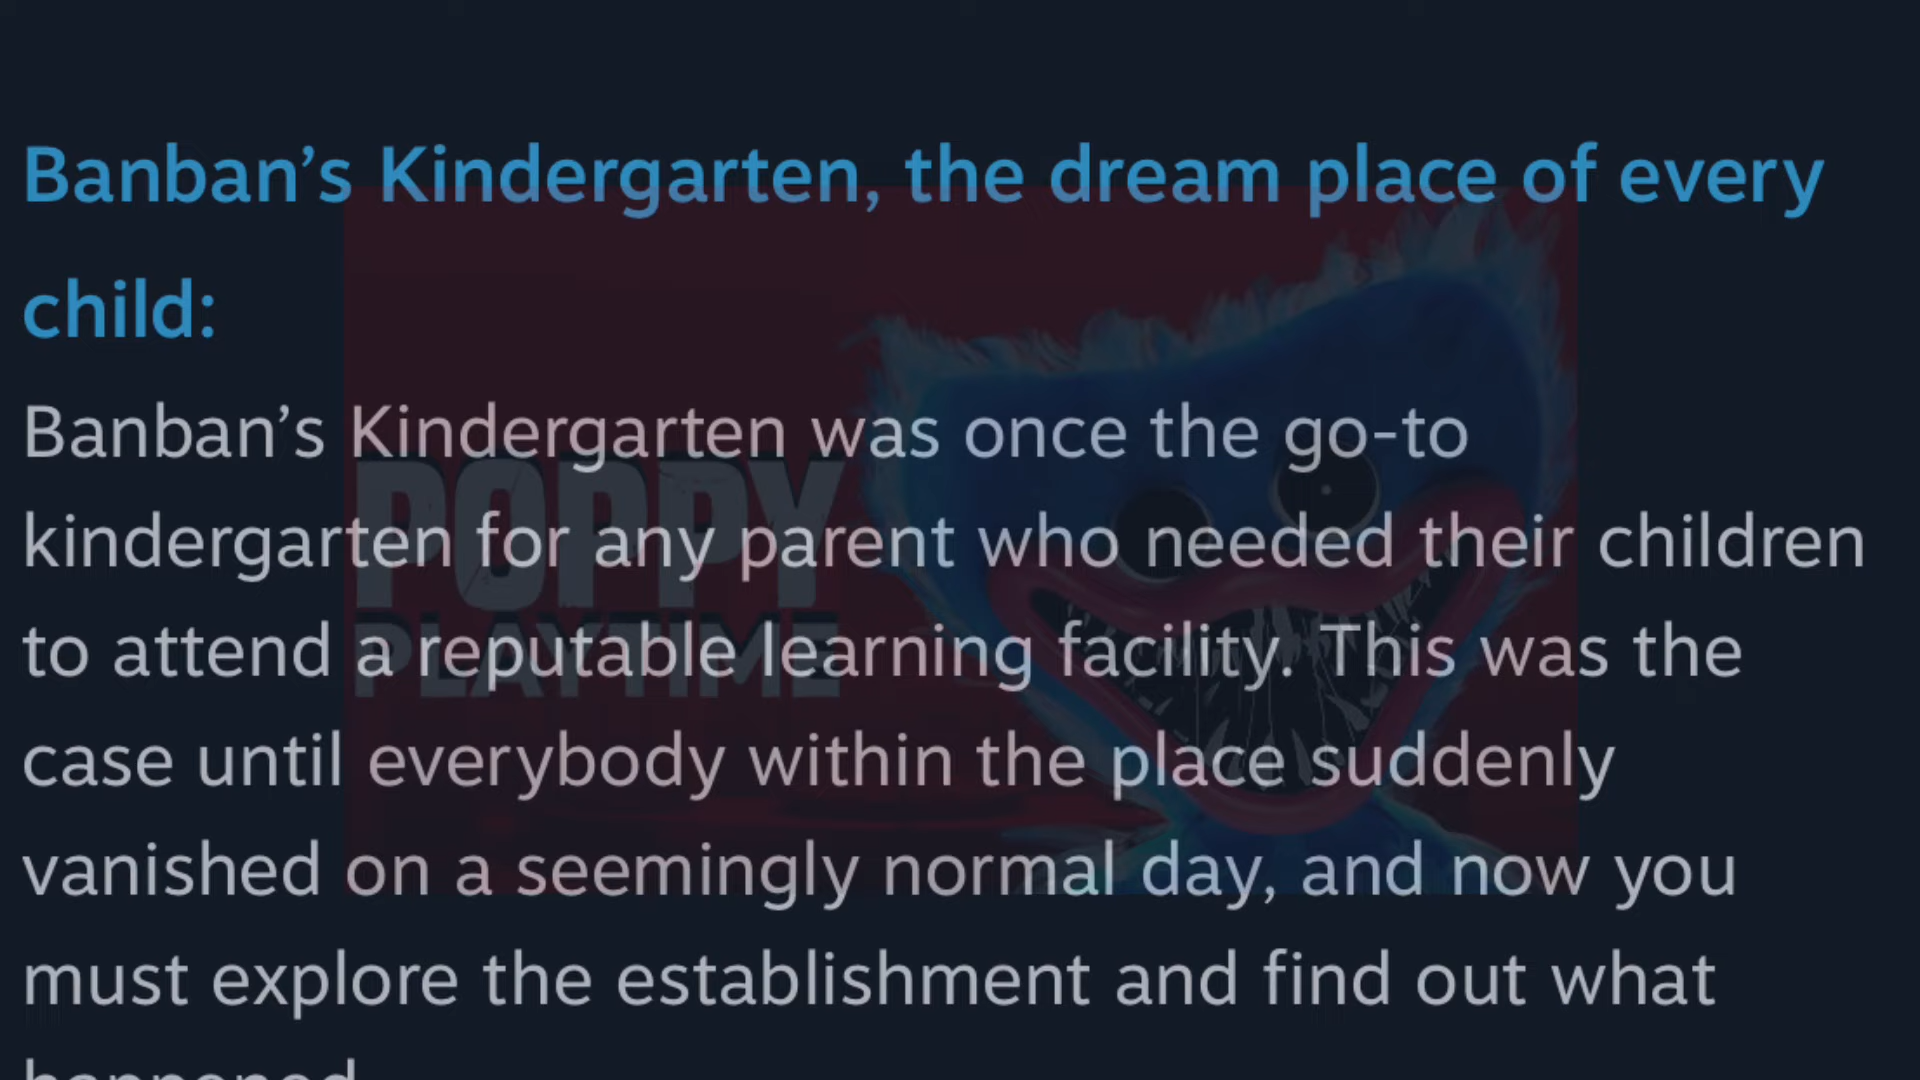 Banban’s Kindergarten, the dream place of every
child:
Banban’s Kindergarten was once the go-to
kindergarten for any parent who needed their children
to attend a reputable learning facility. This was the
case until everybody within the place suddenly
vanished on a seemingly normal day, and now you
must explore the establishment and find out what
happened
POPPY
PLAYTIME